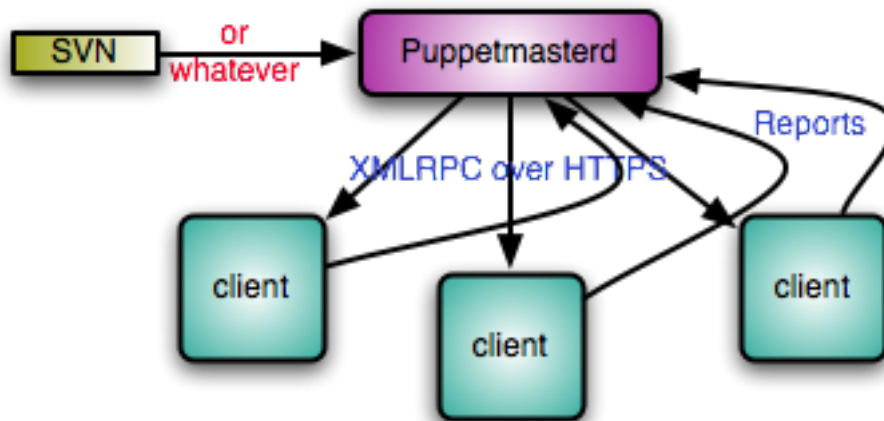 SVN
or
whatever
Puppetmasterd
Reports
XMLRPC over HTTPS
client
client
client